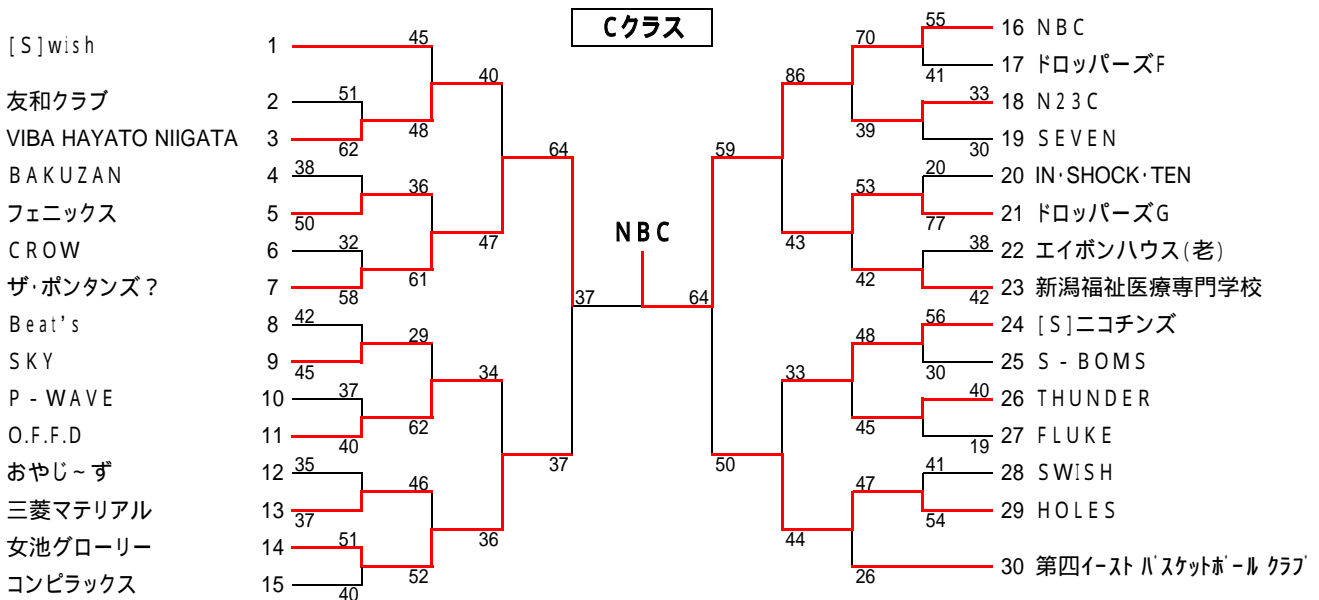 Cクラス
[S]wish 1
友和クラブ 2
VIBA HAYATO NIIGATA 3
BAKUZAN 4
フェニックス 5
CROW 6
ザ・ポンタンズ? 7
Beat's 8
SKY 9
P-WAVE 10
O.F.F.D 11
おやじ~ず 12
三菱マテリアル 13
女池グローリー 14
コンピラックス 15
51
62
38
50
32
58
42
45
37
40
35
37
51
40
45
48
36
61
29
62
46
52
40
47
34
36
64
37
37
NBC
64
59
50
86
43
33
44
70
39
53
42
48
45
47
26
55
41
33
30
20
77
38
42
56
30
40
19
41
54
16 NBC
17 ドロッパーズF
18 N23C
19 SEVEN
20 IN・SHOCK・TEN
21 ドロッパーズG
22 エイボンハウス(老)
23 新潟福祉医療専門学校
24 [S]ニコチンズ
25 S-BOMS
26 THUNDER
27 FLUKE
28 SWISH
29 HOLES
30 第四イースト バスケットボール クラブ